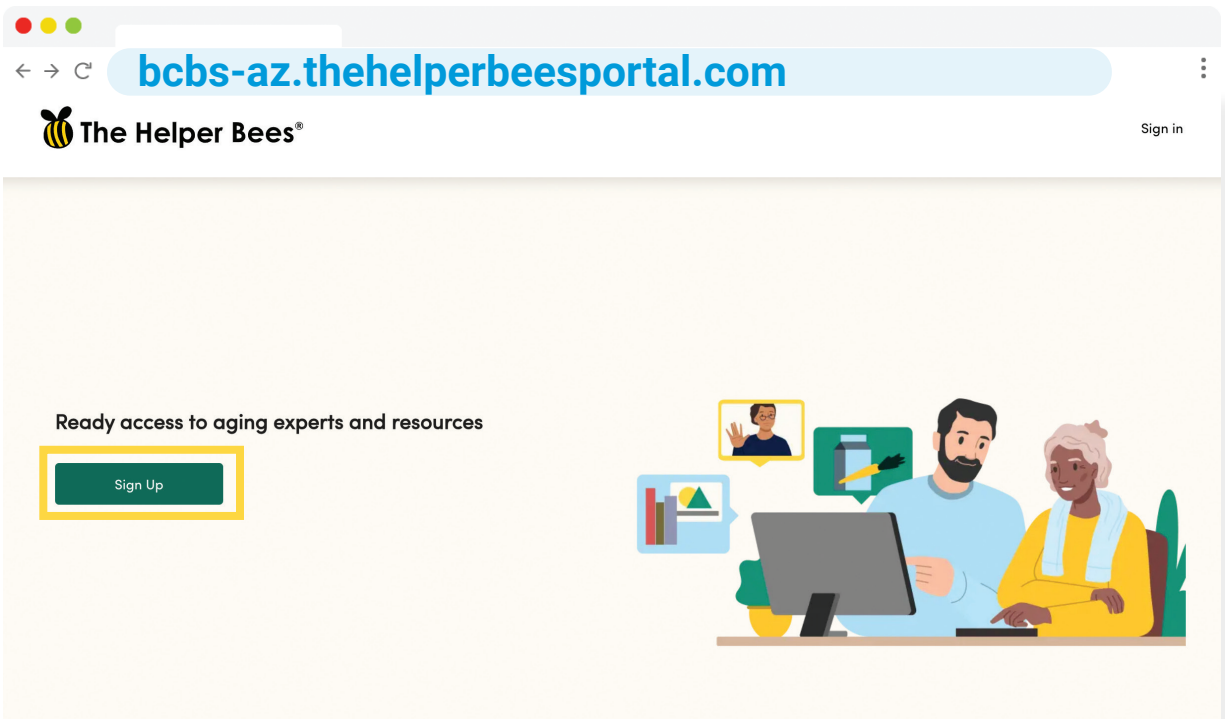 bcbs-az.thehelperbeesportal.com
The Helper Bees®
Sign in
Ready access to aging experts and resources
Sign Up